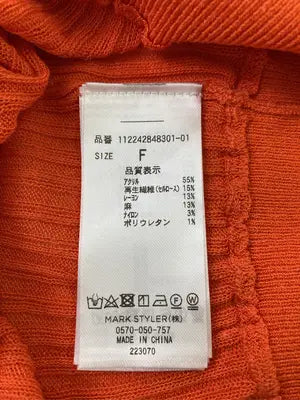 品番 112242B48301-01
SIZE F
品質表示
アクリル 55%
再生繊維(セルロース) 15%
レーヨン 13%
麻 13%
ナイロン 3%
ポリウレタン 1%
MARK STYLER(株)
0570-050-757
MADE IN CHINA
223070